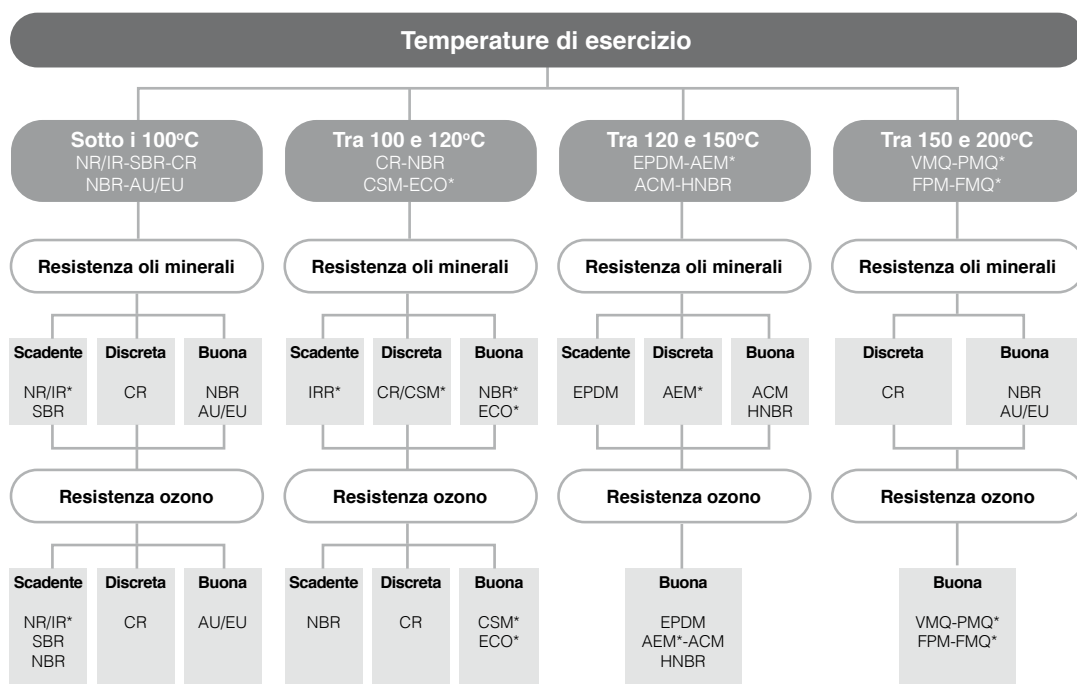 Temperature di esercizio
Sotto i 100°C
NR/IR-SBR-CR
NBR-AU/EU
Tra 100 e 120°C
CR-NBR
CSM-ECO*
Tra 120 e 150°C
EPDM-AEM*
ACM-HNBR
Tra 150 e 200°C
VMQ-PMQ*
FPM-FMQ*
Resistenza oli minerali
Resistenza oli minerali
Resistenza oli minerali
Resistenza oli minerali
Scadente
NR/IR*
SBR
Discreta
CR
Buona
NBR
AU/EU
Scadente
IRR*
Discreta
CR/CSM*
Buona
NBR*
ECO*
Scadente
EPDM
Discreta
AEM*
Buona
ACM
HNBR
Discreta
CR
Buona
NBR
AU/EU
Resistenza ozono
Resistenza ozono
Resistenza ozono
Resistenza ozono
Scadente
NR/IR*
SBR
NBR
Discreta
CR
Buona
AU/EU
Scadente
NBR
Discreta
CR
Buona
CSM*
ECO*
Buona
EPDM
AEM*-ACM
HNBR
Buona
VMQ-PMQ*
FPM-FMQ*